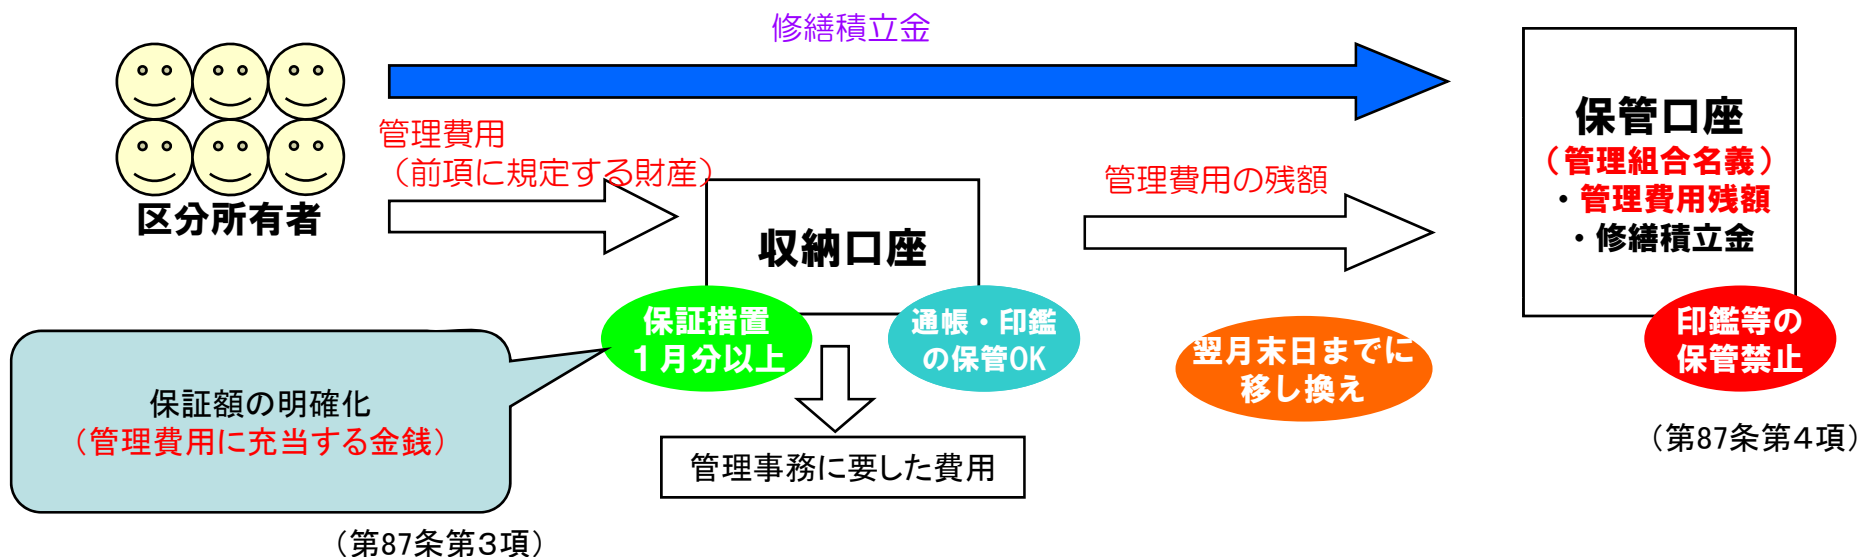 修繕積立金
区分所有者
管理費用
（前項に規定する財産）
収納口座
管理費用の残額
保管口座
（管理組合名義）
・管理費用残額
・修繕積立金
保証措置
１月分以上
通帳・印鑑
の保管OK
翌月末日までに
移し換え
印鑑等の
保管禁止
保証額の明確化
（管理費用に充当する金銭）
管理事務に要した費用
（第87条第４項）
（第87条第３項）